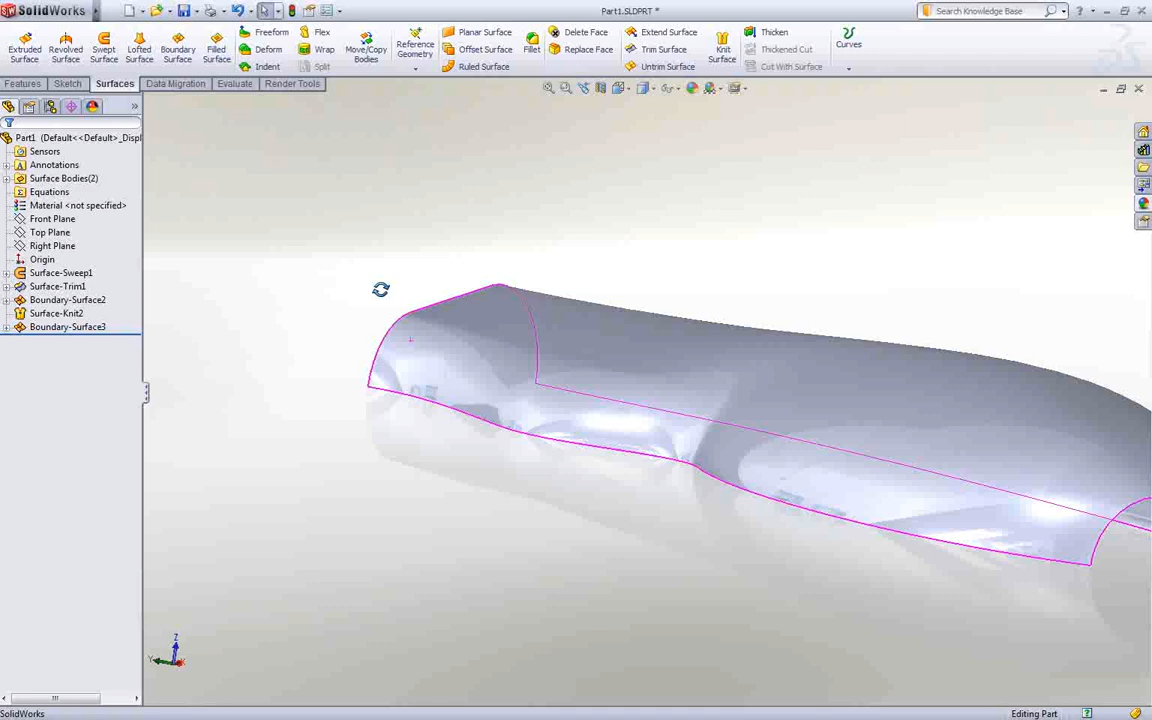 SolidWorks
Part1.SLDPRT *
Search Knowledge Base
Extruded Surface
Revolved Surface
Swept Surface
Lofted Surface
Boundary Surface
Filled Surface
Freeform
Deform
Indent
Flex
Wrap
Split
Move/Copy Bodies
Reference Geometry
Planar Surface
Offset Surface
Ruled Surface
Fillet
Delete Face
Replace Face
Extend Surface
Trim Surface
Untrim Surface
Knit Surface
Thicken
Thickened Cut
Cut With Surface
Curves
Features
Sketch
Surfaces
Data Migration
Evaluate
Render Tools
Part1 (Default<<Default>_Displ
Sensors
Annotations
Surface Bodies(2)
Equations
Material <not specified>
Front Plane
Top Plane
Right Plane
Origin
Surface-Sweep1
Surface-Trim1
Boundary-Surface2
Surface-Knit2
Boundary-Surface3
Z
Y
X
SolidWorks
Editing Part